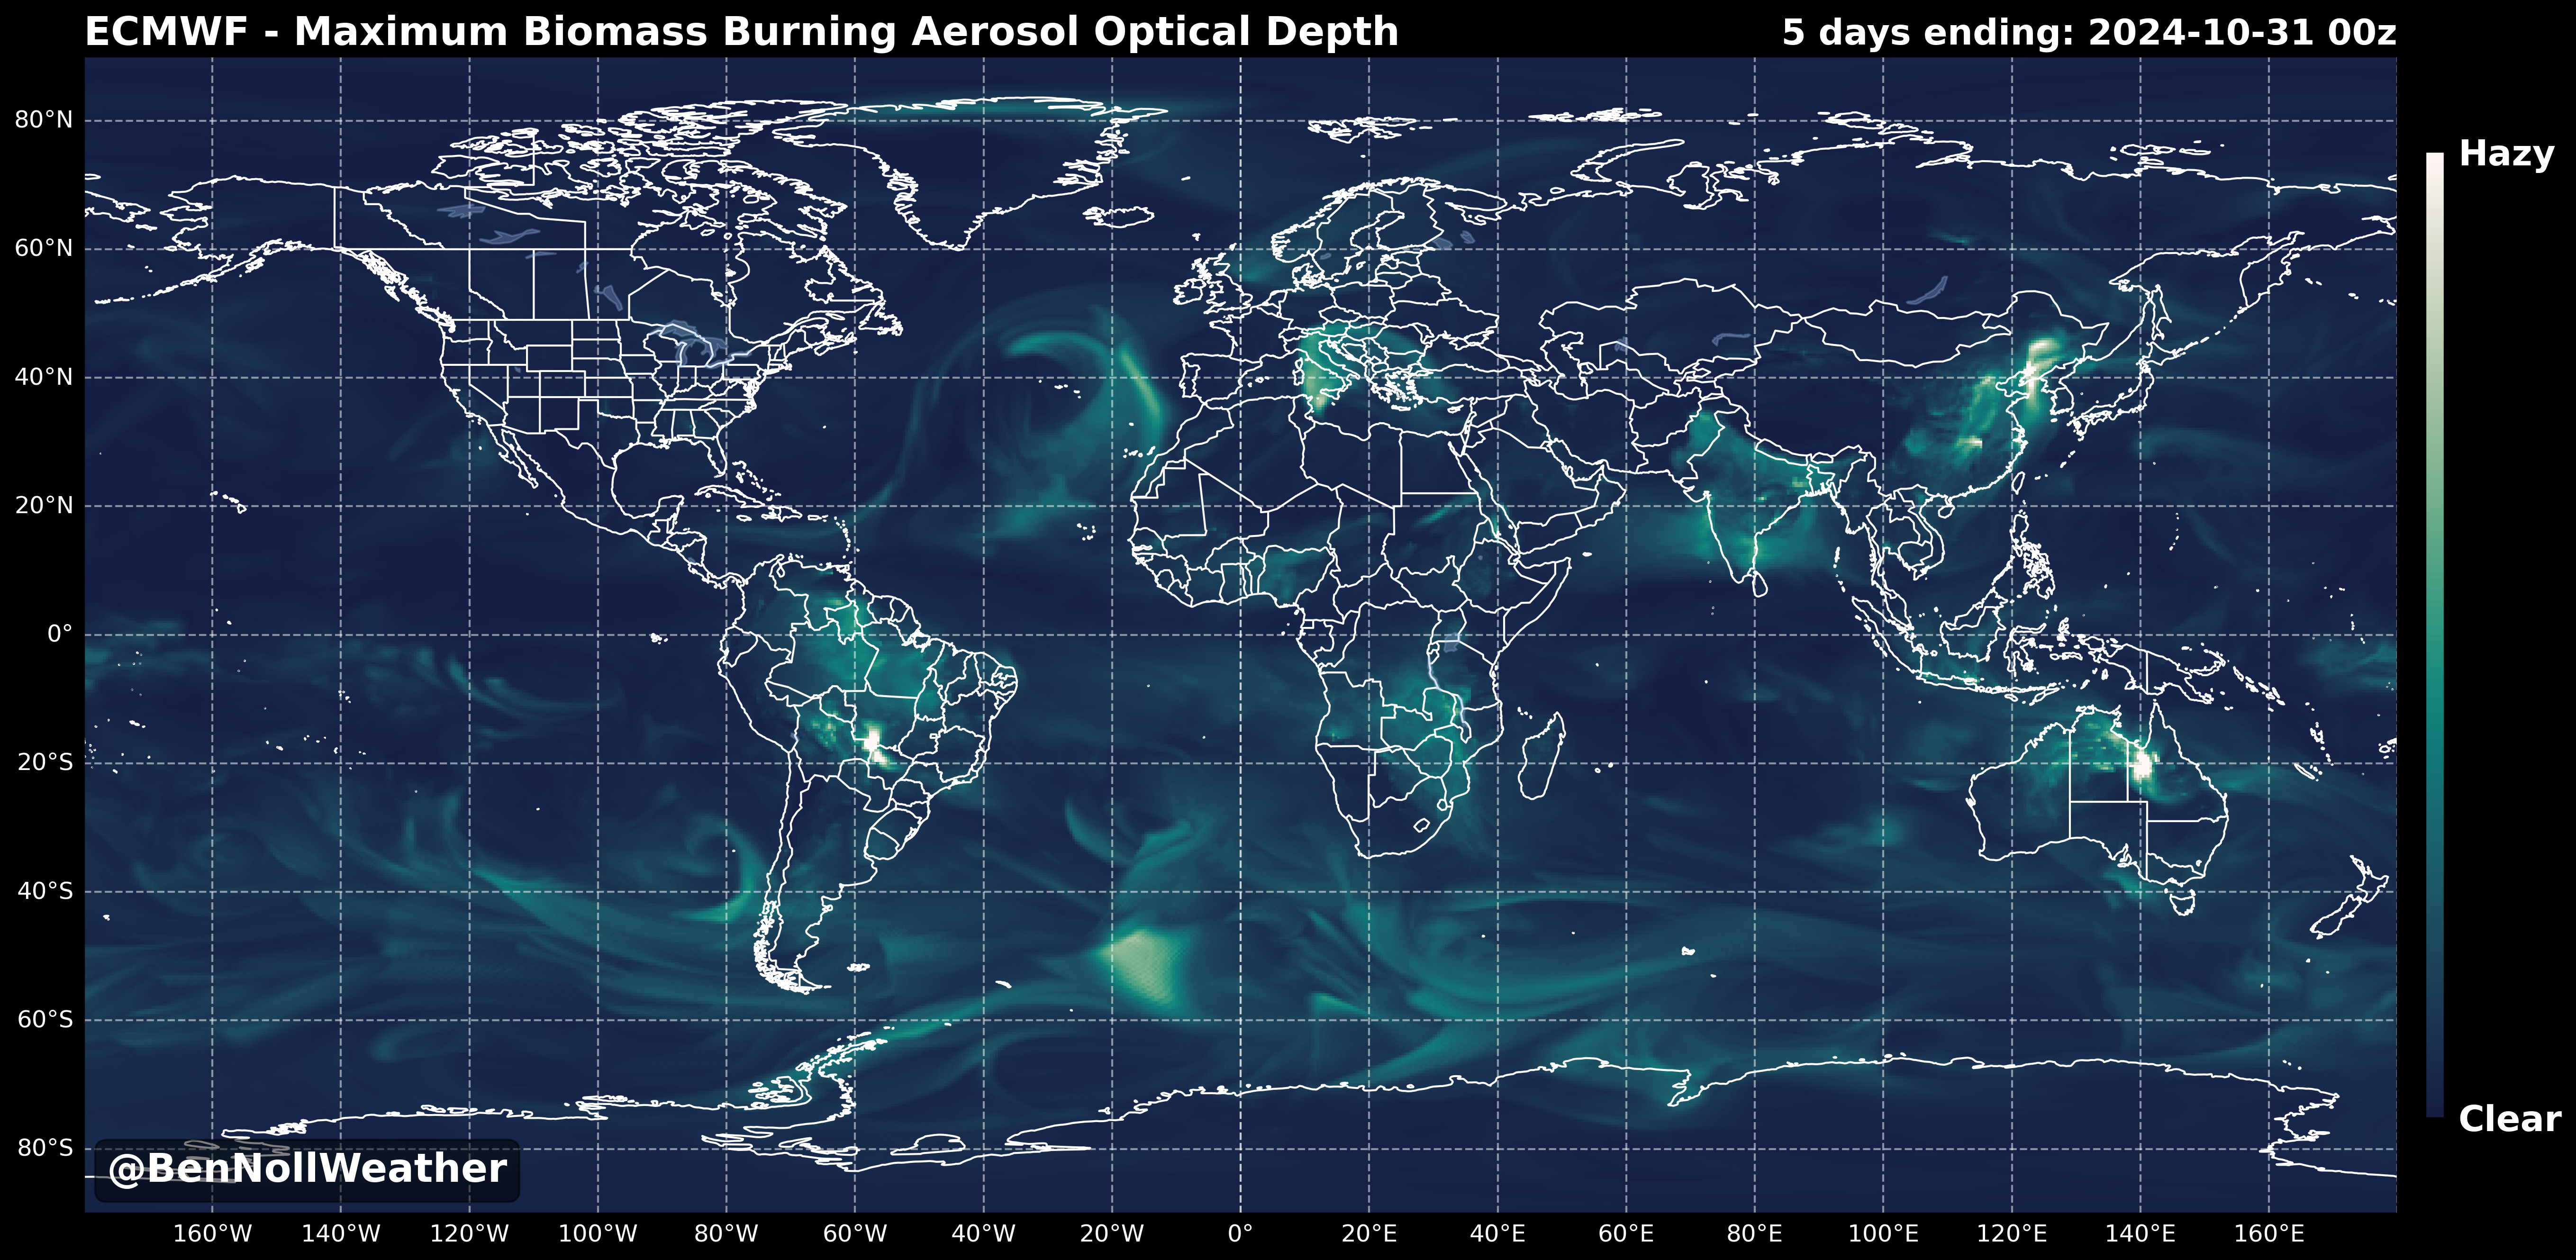 ECMWF - Maximum Biomass Burning Aerosol Optical Depth
5 days ending: 2024-10-31 00z
80°N
60°N
40°N
20°N
0°
20°S
40°S
60°S
80°S
Hazy
Clear
@BenNollWeather
160°W 140°W 120°W 100°W 80°W 60°W 40°W 20°W 0° 20°E 40°E 60°E 80°E 100°E 120°E 140°E 160°E